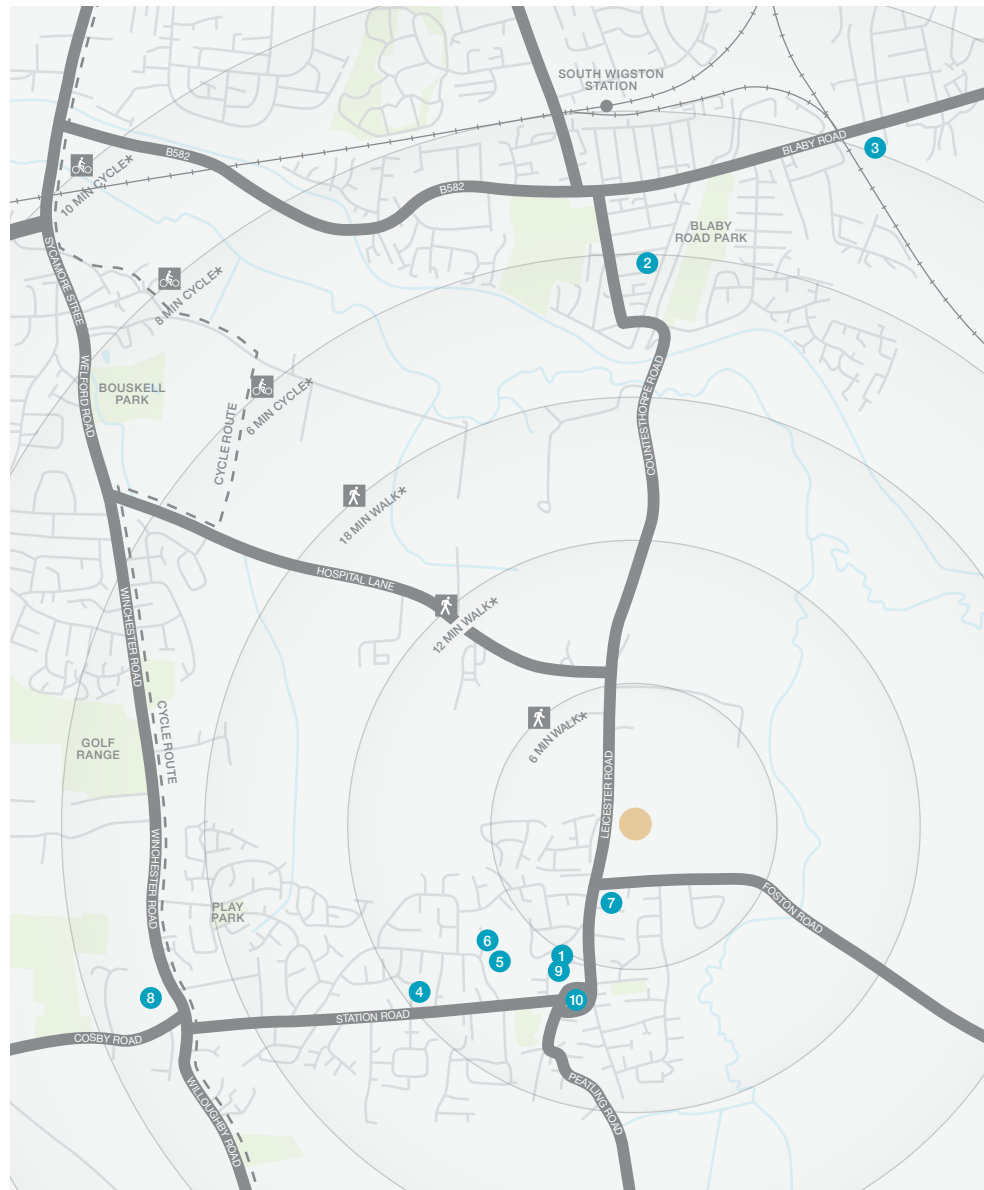 SOUTH WIGSTON
STATION
BLABY ROAD
3
B582
10 MIN CYCLE*
B582
BLABY
ROAD PARK
2
SYCAMORE STREE
8 MIN CYCLE*
WELFORD ROAD
BOUSKELL
PARK
6 MIN CYCLE*
CYCLE ROUTE
COUNTESTHORPE ROAD
18 MIN WALK*
HOSPITAL LANE
12 MIN WALK*
WINCHESTER ROAD
CYCLE ROUTE
GOLF
RANGE
6 MIN WALK*
LEICESTER ROAD
WINCHESTER ROAD
FOSTON ROAD
7
PLAY
PARK
6
5
1
9
4
8
10
STATION ROAD
COSBY ROAD
WILLOUGHBY ROAD
PEATLING ROAD